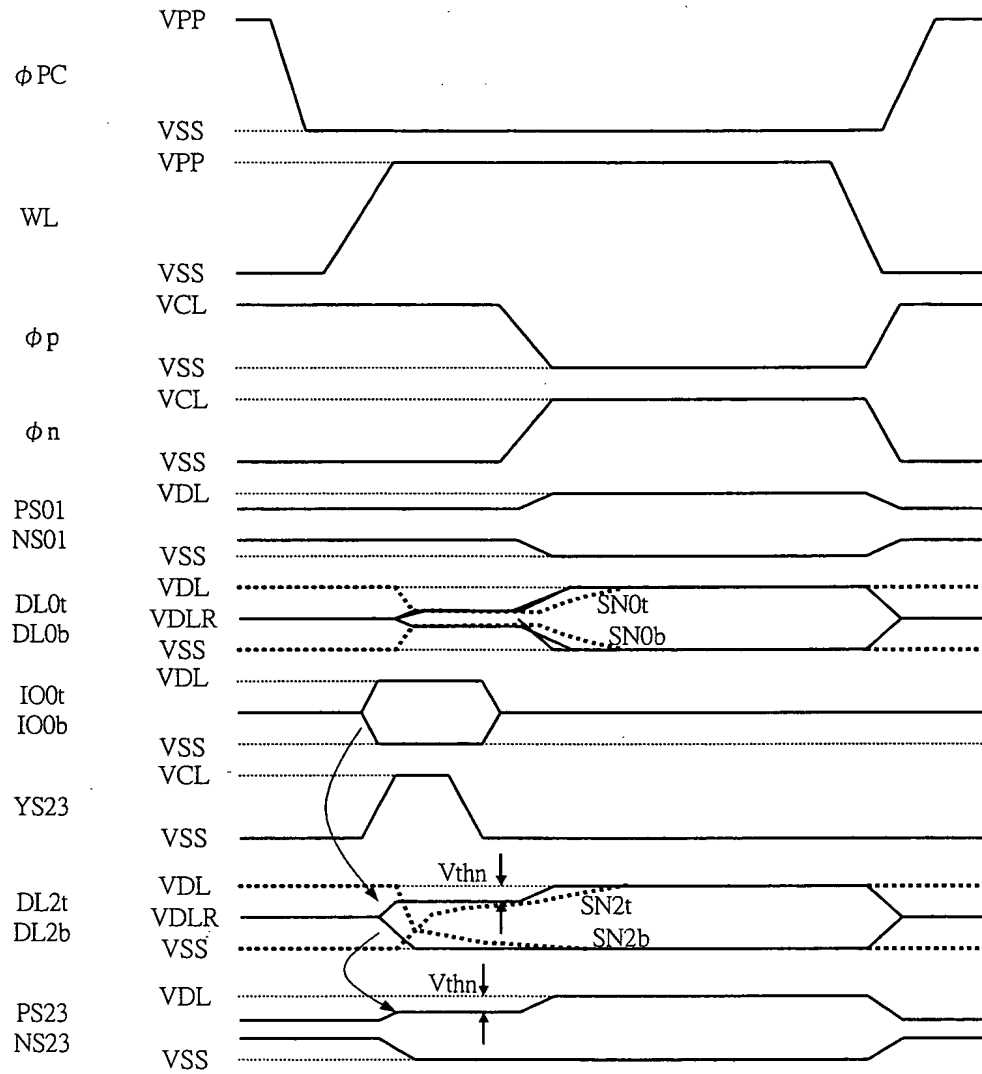 VPP
φPC
VSS
VPP
WL
VSS
VCL
φp
VSS
VCL
φn
VSS
VDL
PS01
NS01
VSS
VDL
DL0t
VDLR
SN0t
DL0b
SN0b
VSS
VDL
IO0t
IO0b
VSS
VCL
YS23
VSS
Vthn
VDL
DL2t
SN2t
VDLR
DL2b
SN2b
VSS
Vthn
VDL
PS23
NS23
VSS